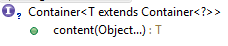 Container<T extends Container<?>>
content(Object...) : T